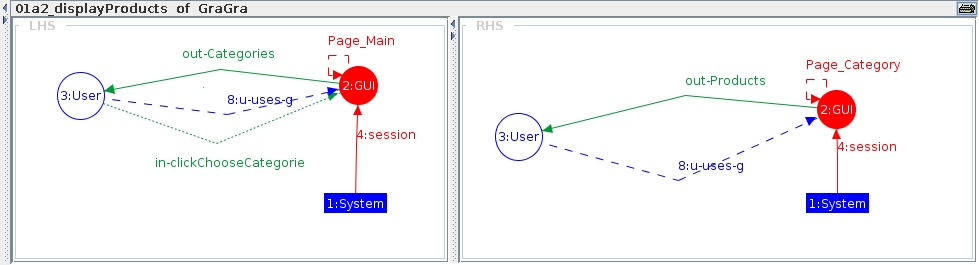 01a2_displayProducts of GraGra
LHS
Page_Main
out-Categories
2:GUI
3:User
8:u-uses-g
4:session
in-clickChooseCategorie
1:System
RHS
Page_Category
out-Products
2:GUI
3:User
4:session
8:u-uses-g
1:System